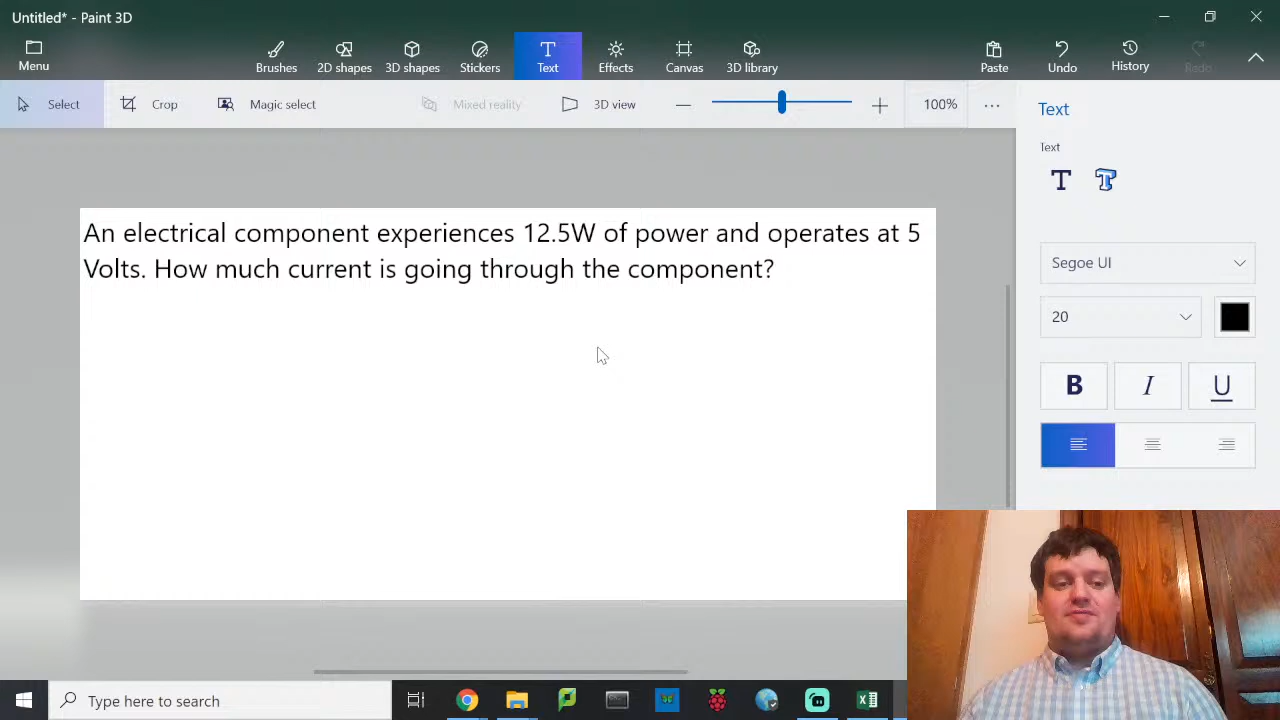 Untitled* - Paint 3D
Menu
Brushes
2D shapes
3D shapes
Stickers
Text
Effects
Canvas
3D library
Paste
Undo
History
Redo
Select
Crop
Magic select
Mixed reality
3D view
100%
Text
Text
An electrical component experiences 12.5W of power and operates at 5
Volts. How much current is going through the component?
Segoe UI
20
B
I
U
Type here to search